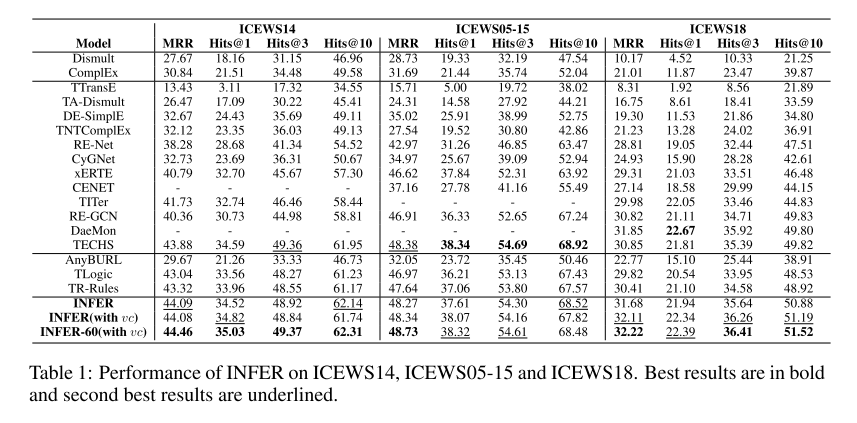 ICEWS14 ICEWS05-15 ICEWS18
Model MRR Hits@1 Hits@3 Hits@10 MRR Hits@1 Hits@3 Hits@10 MRR Hits@1 Hits@3 Hits@10
Dismult 27.67 18.16 31.15 46.96 28.73 19.33 32.19 47.54 10.17 4.52 10.33 21.25
ComplEx 30.84 21.51 34.48 49.58 31.69 21.44 35.74 52.04 21.01 11.87 23.47 39.87
TTransE 13.43 3.11 17.32 34.55 15.71 5.00 19.72 38.02 8.31 1.92 8.56 21.89
TA-Dismult 26.47 17.09 30.22 45.41 24.31 14.58 27.92 44.21 16.75 8.61 18.41 33.59
DE-SimplE 32.67 24.43 35.69 49.11 35.02 25.91 38.99 52.75 19.30 11.53 21.86 34.80
TNTComplEx 32.12 23.35 36.03 49.13 27.54 19.52 30.80 42.86 21.23 13.28 24.02 36.91
RE-Net 38.28 28.68 41.34 54.52 42.97 31.26 46.85 63.47 28.81 19.05 32.44 47.51
CyGNet 32.73 23.69 36.31 50.67 34.97 25.67 39.09 52.94 24.93 15.90 28.28 42.61
xERTE 40.79 32.70 45.67 57.30 46.62 37.84 52.31 63.92 29.31 21.03 33.51 46.48
CENET - - - - 37.16 27.78 41.16 55.49 27.14 18.58 29.99 44.15
TITer 41.73 32.74 46.46 58.44 - - - - 29.98 22.05 33.46 44.83
RE-GCN 40.36 30.73 44.98 58.81 46.91 36.33 52.65 67.24 30.82 21.11 34.71 49.83
DaeMon - - - - - - - - 31.85 22.67 35.92 49.80
TECHS 43.88 34.59 49.36 61.95 48.38 38.34 54.69 68.92 30.85 21.81 35.39 49.82
AnyBURL 29.67 21.26 33.33 46.73 32.05 23.72 35.45 50.46 22.77 15.10 25.44 38.91
TLogic 43.04 33.56 48.27 61.23 46.97 36.21 53.13 67.43 29.82 20.54 33.95 48.53
TR-Rules 43.32 33.96 48.55 61.17 47.64 37.06 53.80 67.57 30.41 21.10 34.58 48.92
INFER 44.09 34.52 48.92 62.14 48.27 37.61 54.30 68.52 31.68 21.94 35.64 50.88
INFER(with vc) 44.08 34.82 48.84 61.74 48.34 38.07 54.16 67.82 32.11 22.34 36.26 51.19
INFER-60(with vc) 44.46 35.03 49.37 62.31 48.73 38.32 54.61 68.48 32.22 22.39 36.41 51.52
Table 1: Performance of INFER on ICEWS14, ICEWS05-15 and ICEWS18. Best results are in bold
and second best results are underlined.